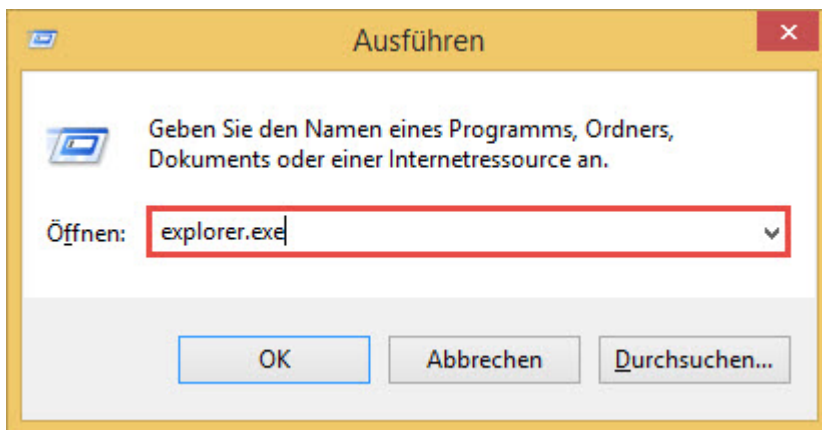 Ausführen
Geben Sie den Namen eines Programms, Ordners,
Dokuments oder einer Internetressource an.
Öffnen: explorer.exe
OK Abbrechen Durchsuchen...